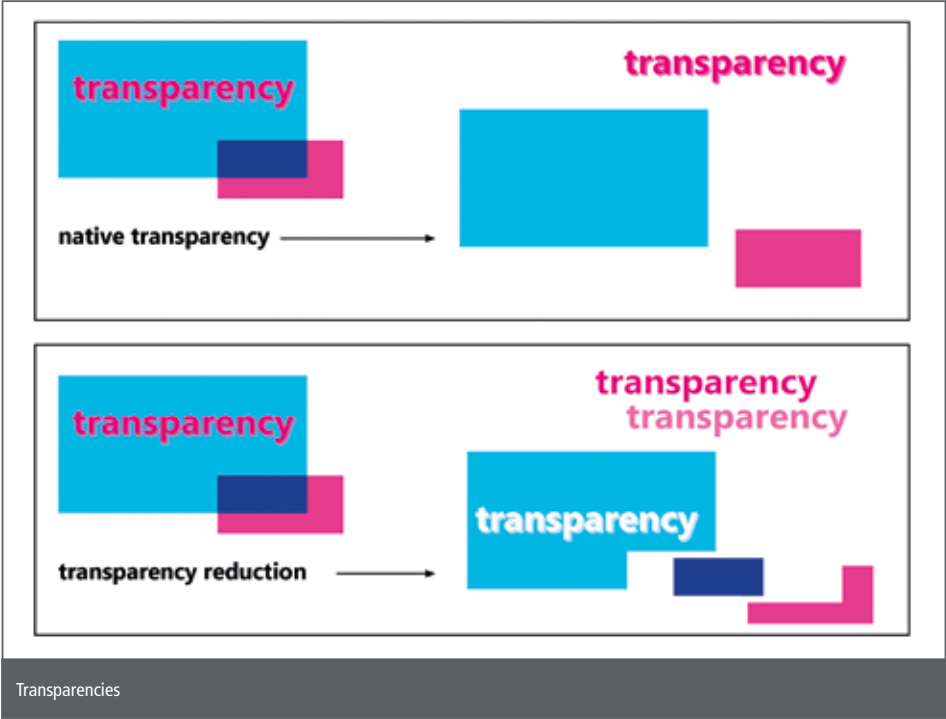 transparency
transparency
native transparency
transparency
transparency
transparency
transparency
transparency reduction
Transparencies